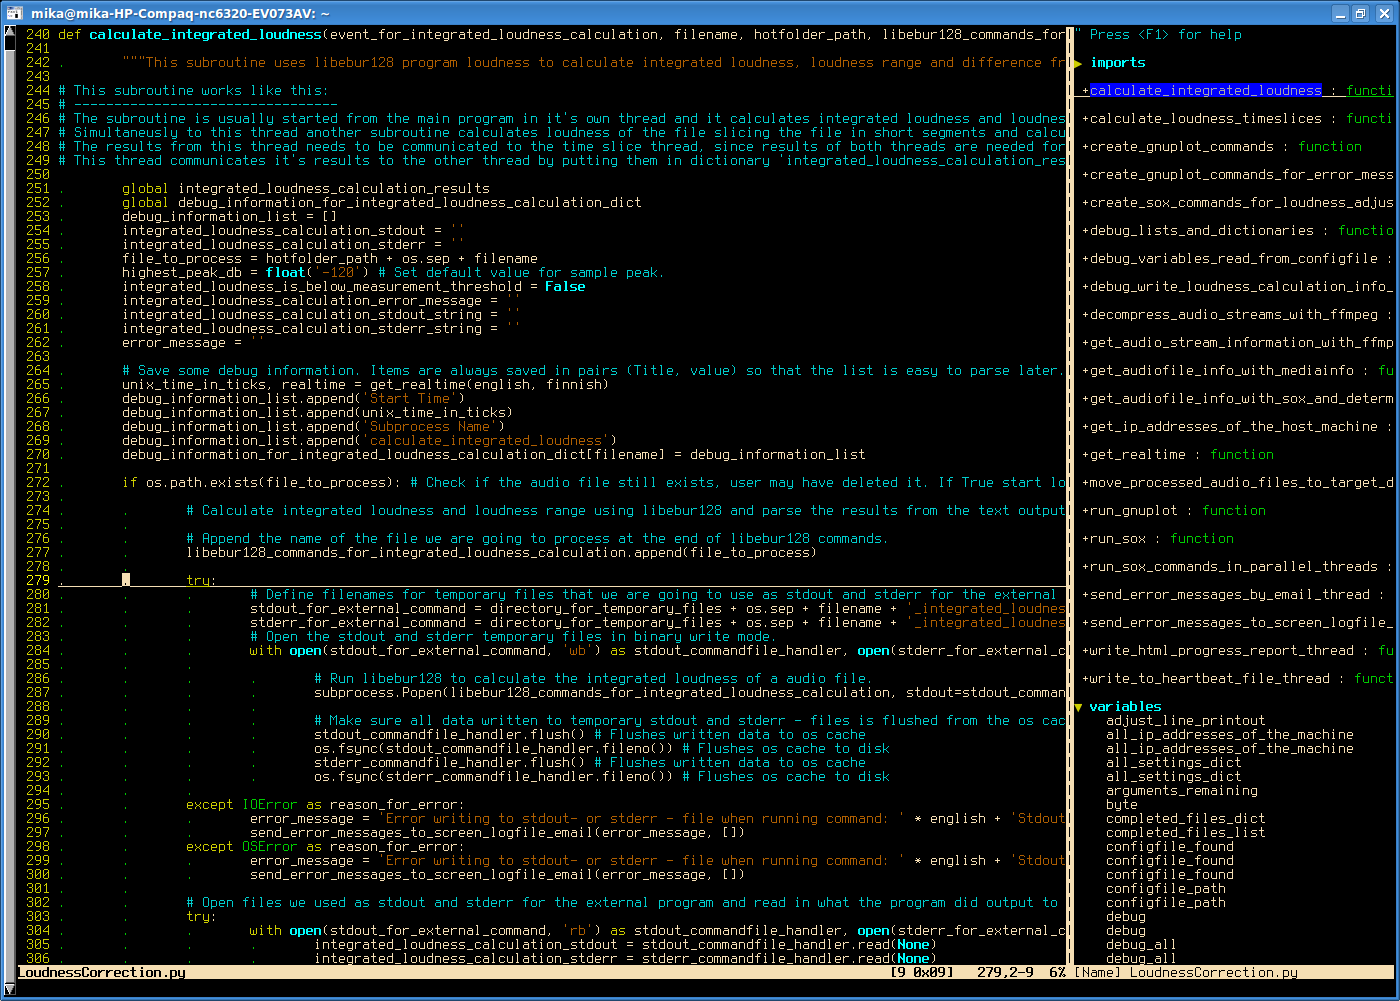 mika@mika-HP-Compaq-nc6320-EV073AV: ~
240 def calculate_integrated_loudness(event_for_integrated_loudness_calculation, filename, hotfolder_path, libebur128_commands_for
241
242 .       """This subroutine uses libebur128 program loudness to calculate integrated loudness, loudness range and difference fr
243
244 # This subroutine works like this:
245 # ---------------------------------
246 # The subroutine is usually started from the main program in it's own thread and it calculates integrated loudness and loudnes
247 # Simultaneusly to this thread another subroutine calculates loudness of the file slicing the file in short segments and calcu
248 # The results from this thread needs to be communicated to the time slice thread, since results of both threads are needed for
249 # This thread communicates it's results to the other thread by putting them in dictionary 'integrated_loudness_calculation_res
250
251 .       global integrated_loudness_calculation_results
252 .       global debug_information_for_integrated_loudness_calculation_dict
253 .       debug_information_list = []
254 .       integrated_loudness_calculation_stdout = ''
255 .       integrated_loudness_calculation_stderr = ''
256 .       file_to_process = hotfolder_path + os.sep + filename
257 .       highest_peak_db = float('-120') # Set default value for sample peak.
258 .       integrated_loudness_is_below_measurement_threshold = False
259 .       integrated_loudness_calculation_error_message = ''
260 .       integrated_loudness_calculation_stdout_string = ''
261 .       integrated_loudness_calculation_stderr_string = ''
262 .       error_message = ''
263
264 .       # Save some debug information. Items are always saved in pairs (Title, value) so that the list is easy to parse later.
265 .       unix_time_in_ticks, realtime = get_realtime(english, finnish)
266 .       debug_information_list.append('Start Time')
267 .       debug_information_list.append(unix_time_in_ticks)
268 .       debug_information_list.append('Subprocess Name')
269 .       debug_information_list.append('calculate_integrated_loudness')
270 .       debug_information_for_integrated_loudness_calculation_dict[filename] = debug_information_list
271
272 .       if os.path.exists(file_to_process): # Check if the audio file still exists, user may have deleted it. If True start lo
273 .       .
274 .       .       # Calculate integrated loudness and loudness range using libebur128 and parse the results from the text output
275 .       .
276 .       .       # Append the name of the file we are going to process at the end of libebur128 commands.
277 .       .       libebur128_commands_for_integrated_loudness_calculation.append(file_to_process)
278 .       .
279 .       .       try:
280 .       .       .       # Define filenames for temporary files that we are going to use as stdout and stderr for the external
281 .       .       .       stdout_for_external_command = directory_for_temporary_files + os.sep + filename + '_integrated_loudnes
282 .       .       .       stderr_for_external_command = directory_for_temporary_files + os.sep + filename + '_integrated_loudnes
283 .       .       .       # Open the stdout and stderr temporary files in binary write mode.
284 .       .       .       with open(stdout_for_external_command, 'wb') as stdout_commandfile_handler, open(stderr_for_external_c
285 .       .       .       .
286 .       .       .       .       # Run libebur128 to calculate the integrated loudness of a audio file.
287 .       .       .       .       subprocess.Popen(libebur128_commands_for_integrated_loudness_calculation, stdout=stdout_comman
288 .       .       .       .
289 .       .       .       .       # Make sure all data written to temporary stdout and stderr - files is flushed from the os cac
290 .       .       .       .       stdout_commandfile_handler.flush() # Flushes written data to os cache
291 .       .       .       .       os.fsync(stdout_commandfile_handler.fileno()) # Flushes os cache to disk
292 .       .       .       .       stderr_commandfile_handler.flush() # Flushes written data to os cache
293 .       .       .       .       os.fsync(stderr_commandfile_handler.fileno()) # Flushes os cache to disk
294 .       .       .
295 .       .       except IOError as reason_for_error:
296 .       .       .       error_message = 'Error writing to stdout- or stderr - file when running command: ' * english + 'Stdout
297 .       .       .       send_error_messages_to_screen_logfile_email(error_message, [])
298 .       .       except OSError as reason_for_error:
299 .       .       .       error_message = 'Error writing to stdout- or stderr - file when running command: ' * english + 'Stdout
300 .       .       .       send_error_messages_to_screen_logfile_email(error_message, [])
301 .       .
302 .       .       # Open files we used as stdout and stderr for the external program and read in what the program did output to
303 .       .       try:
304 .       .       .       with open(stdout_for_external_command, 'rb') as stdout_commandfile_handler, open(stderr_for_external_c
305 .       .       .       .       integrated_loudness_calculation_stdout = stdout_commandfile_handler.read(None)
306 .       .       .       .       integrated_loudness_calculation_stderr = stderr_commandfile_handler.read(None)
LoudnessCorrection.py [9 0x09] 279,2-9 6%
" Press <F1> for help
▶ imports
+calculate_integrated_loudness : functi
+calculate_loudness_timeslices : functi
+create_gnuplot_commands : function
+create_gnuplot_commands_for_error_mess
+create_sox_commands_for_loudness_adjus
+debug_lists_and_dictionaries : functio
+debug_variables_read_from_configfile :
+debug_write_loudness_calculation_info_
+decompress_audio_streams_with_ffmpeg :
+get_audio_stream_information_with_ffmp
+get_audiofile_info_with_mediainfo : fu
+get_audiofile_info_with_sox_and_determ
+get_ip_addresses_of_the_host_machine :
+get_realtime : function
+move_processed_audio_files_to_target_d
+run_gnuplot : function
+run_sox : function
+run_sox_commands_in_parallel_threads :
+send_error_messages_by_email_thread :
+send_error_messages_to_screen_logfile_
+write_html_progress_report_thread : fu
+write_to_heartbeat_file_thread : funct
▼ variables
adjust_line_printout
all_ip_addresses_of_the_machine
all_ip_addresses_of_the_machine
all_settings_dict
all_settings_dict
arguments_remaining
byte
completed_files_dict
completed_files_list
configfile_found
configfile_found
configfile_found
configfile_path
configfile_path
debug
debug
debug_all
debug_all
[Name] LoudnessCorrection.py